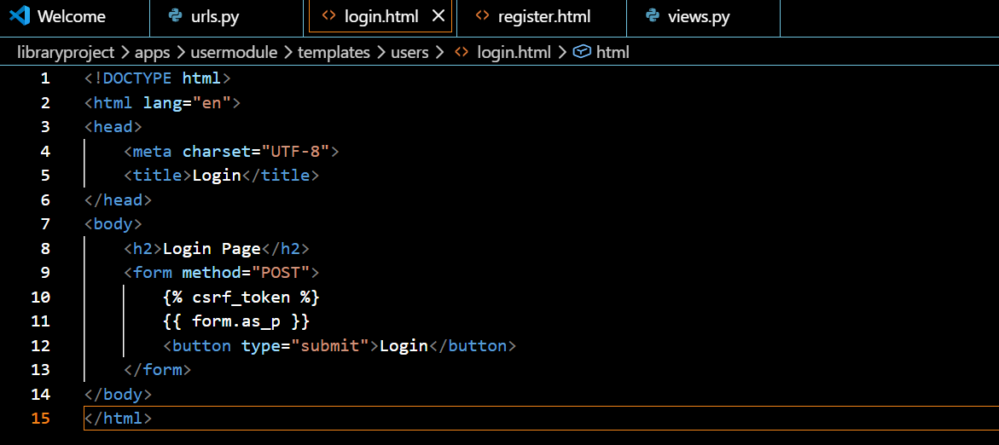 Welcome urls.py login.html register.html views.py
libraryproject > apps > usermodule > templates > users > login.html > html
1 <!DOCTYPE html>
2 <html lang="en">
3 <head>
4     <meta charset="UTF-8">
5     <title>Login</title>
6 </head>
7 <body>
8     <h2>Login Page</h2>
9     <form method="POST">
10         {% csrf_token %}
11         {{ form.as_p }}
12         <button type="submit">Login</button>
13     </form>
14 </body>
15 </html>